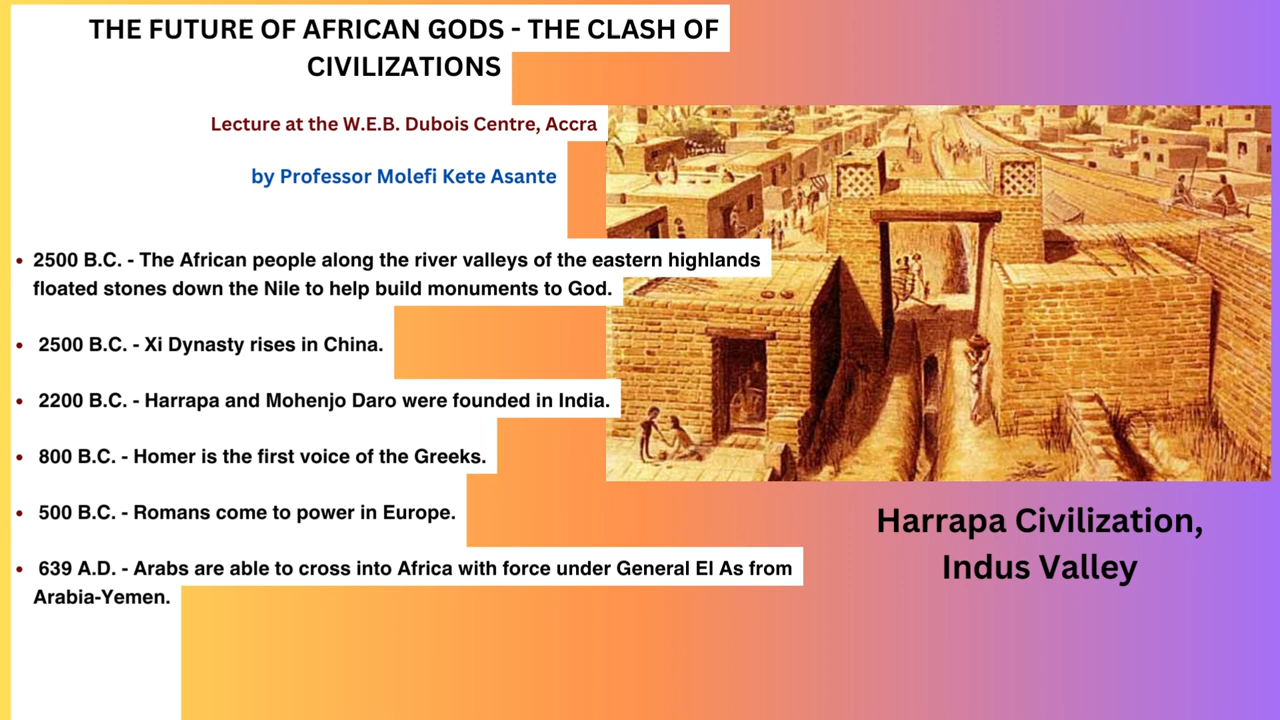 THE FUTURE OF AFRICAN GODS - THE CLASH OF
CIVILIZATIONS
Lecture at the W.E.B. Dubois Centre, Accra
by Professor Molefi Kete Asante
• 2500 B.C. - The African people along the river valleys of the eastern highlands
floated stones down the Nile to help build monuments to God.
• 2500 B.C. - Xi Dynasty rises in China.
• 2200 B.C. - Harrapa and Mohenjo Daro were founded in India.
• 800 B.C. - Homer is the first voice of the Greeks.
• 500 B.C. - Romans come to power in Europe.
• 639 A.D. - Arabs are able to cross into Africa with force under General El As from
Arabia-Yemen.
Harrapa Civilization,
Indus Valley